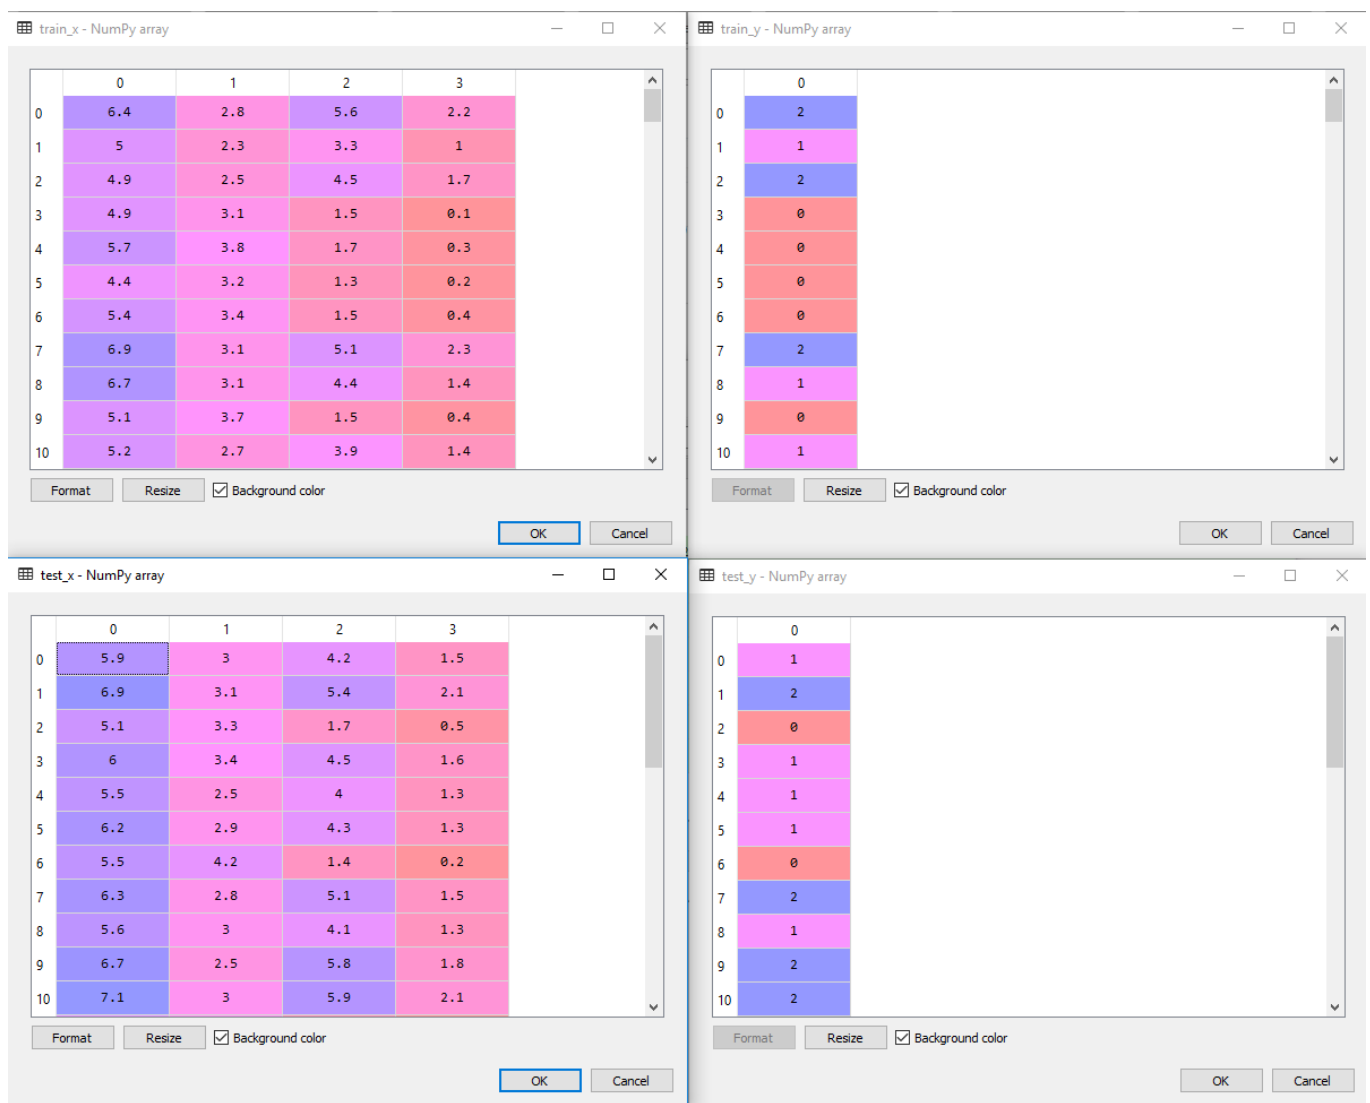 train_x - NumPy array
0 1 2 3
0 6.4 2.8 5.6 2.2
1 5 2.3 3.3 1
2 4.9 2.5 4.5 1.7
3 4.9 3.1 1.5 0.1
4 5.7 3.8 1.7 0.3
5 4.4 3.2 1.3 0.2
6 5.4 3.4 1.5 0.4
7 6.9 3.1 5.1 2.3
8 6.7 3.1 4.4 1.4
9 5.1 3.7 1.5 0.4
10 5.2 2.7 3.9 1.4
Format Resize Background color
OK Cancel
train_y - NumPy array
0
0 2
1 1
2 2
3 0
4 0
5 0
6 0
7 2
8 1
9 0
10 1
Format Resize Background color
OK Cancel
test_x - NumPy array
0 1 2 3
0 5.9 3 4.2 1.5
1 6.9 3.1 5.4 2.1
2 5.1 3.3 1.7 0.5
3 6 3.4 4.5 1.6
4 5.5 2.5 4 1.3
5 6.2 2.9 4.3 1.3
6 5.5 4.2 1.4 0.2
7 6.3 2.8 5.1 1.5
8 5.6 3 4.1 1.3
9 6.7 2.5 5.8 1.8
10 7.1 3 5.9 2.1
Format Resize Background color
OK Cancel
test_y - NumPy array
0
0 1
1 2
2 0
3 1
4 1
5 1
6 0
7 2
8 1
9 2
10 2
Format Resize Background color
OK Cancel